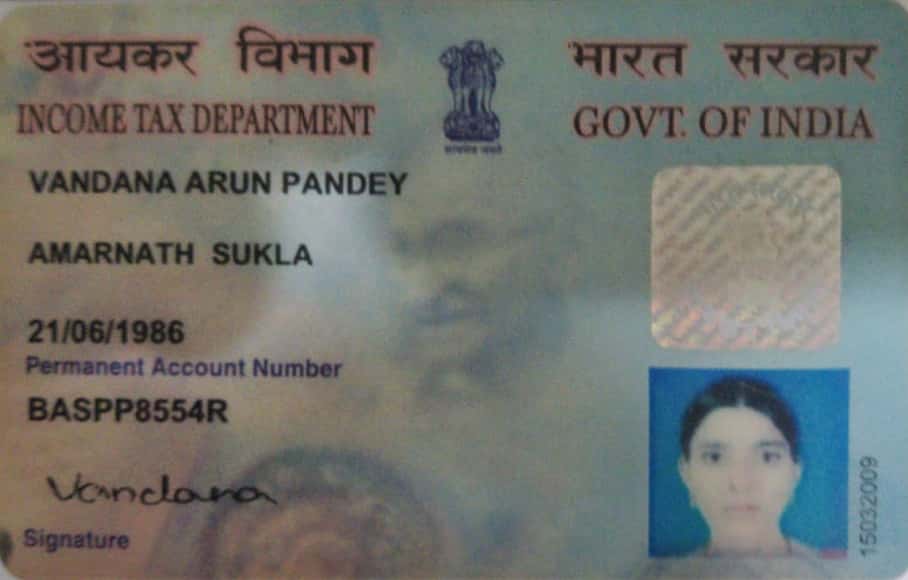 आयकर विभाग
INCOME TAX DEPARTMENT
भारत सरकार
GOVT. OF INDIA
सत्यमेव जयते
VANDANA ARUN PANDEY
AMARNATH SUKLA
21/06/1986
Permanent Account Number
BASPP8554R
Vandana
Signature
15032009